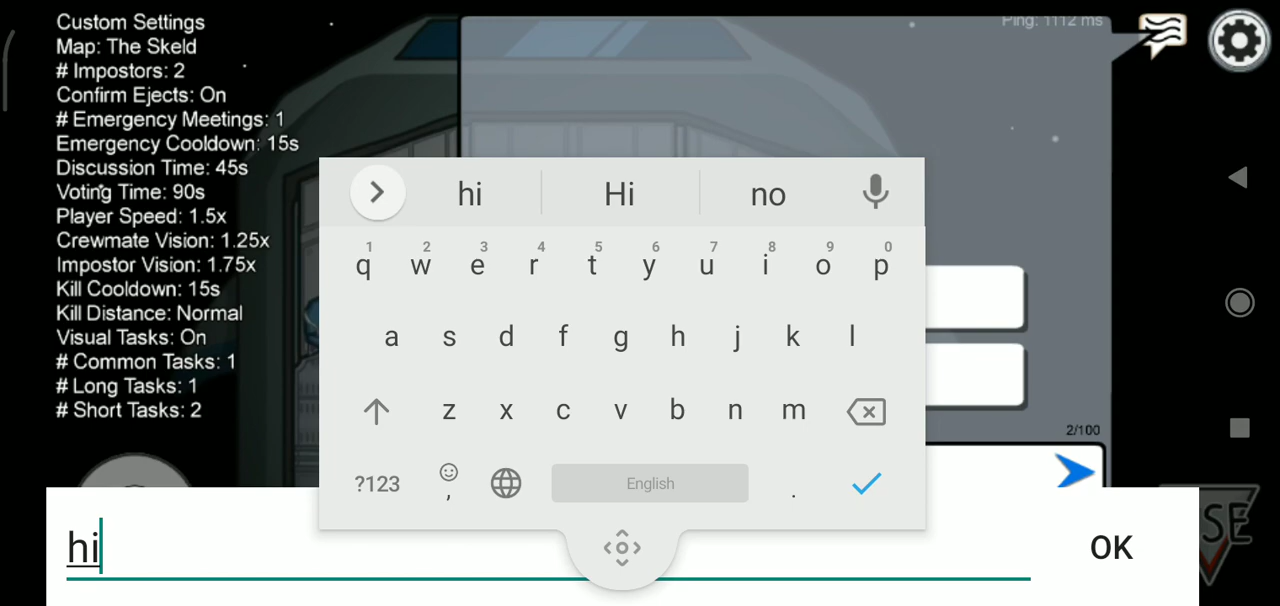 Custom Settings
Map: The Skeld
# Impostors: 2
Confirm Ejects: On
# Emergency Meetings: 1
Emergency Cooldown: 15s
Discussion Time: 45s
Voting Time: 90s
Player Speed: 1.5x
Crewmate Vision: 1.25x
Impostor Vision: 1.75x
Kill Cooldown: 15s
Kill Distance: Normal
Visual Tasks: On
# Common Tasks: 1
# Long Tasks: 1
# Short Tasks: 2
Ping: 1112 ms
hi Hi no
1 2 3 4 5 6 7 8 9 0
q w e r t y u i o p
a s d f g h j k l
z x c v b n m
?123 , English .
2/100
hi
OK